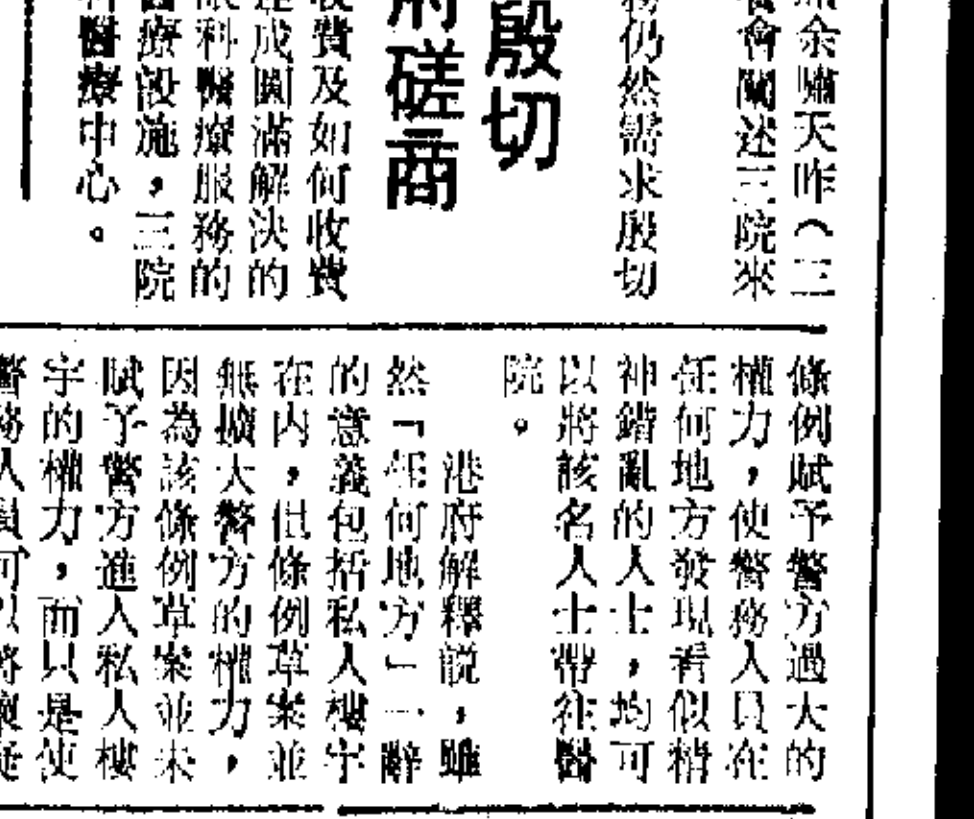 余嘯天昨︵三
會闡述三院來
務仍然需求殷切
殷切
府磋商
收費及如何收費
達成圓滿解決的
眼科醫療服務的
醫療設施，三院
科醫療中心。
條例賦予警方過大的
權力，使警務人員在
任何地方發現看似精
神錯亂的人士，均可
以將該名人士帶往醫
院。
港府解釋說，雖
然﹁任何地方﹂一辭
的意義包括私人樓宇
在內，但條例草案並
無擴大警方的權力，
因為該條例草案並未
賦予警方進入私人樓
宇的權力，而只是使
警務人員可以將懷疑